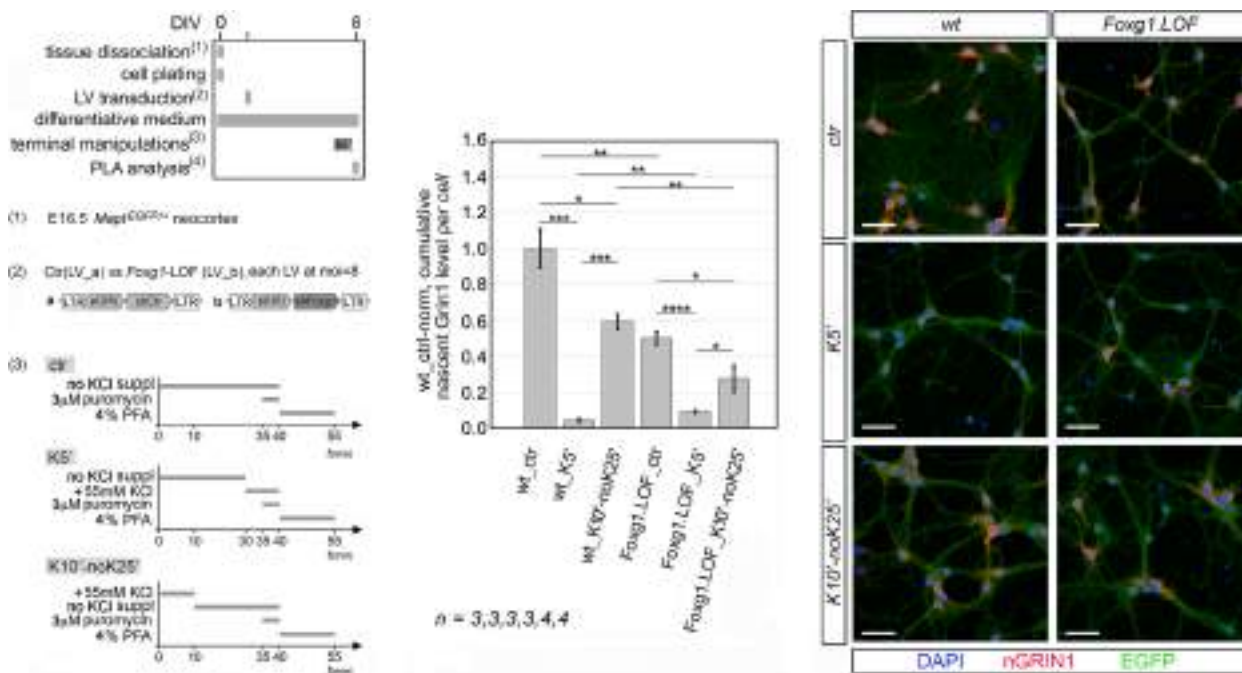 DIV 0 8
tissue dissociation(1)
cell plating
LV transduction(2)
differentiative medium
terminal manipulations(3)
PLA analysis(4)
(1) E16.5 neocortex
(2) Ctr(LV_a) vs Foxg1-LOF (LV_b), each LV at moi=8
a LTR LTR b LTR LTR
(3) ctr
no KCl suppl
3μM puromycin
4% PFA
0 10 35 40 55
K5'
no KCl suppl
+55mM KCl
3μM puromycin
4% PFA
0 10 30 35 40 55
K10'-noK25'
+55mM KCl
no KCl suppl
3μM puromycin
4% PFA
0 10 35 40 55
wt_ctrl-norm, cumulative
nascent Grin1 level per cell
1.6
1.4
1.2
1.0
0.8
0.6
0.4
0.2
0.0
**
**
**
*
***
***
*
****
*
wt_ctr
wt_K5'
wt_K10'-noK25'
Foxg1.LOF_ctr
Foxg1.LOF_K5'
Foxg1.LOF_K10'-noK25'
n = 3,3,3,3,4,4
wt Foxg1.LOF
ctr
K5'
K10'-noK25'
DAPI nGRIN1 EGFP